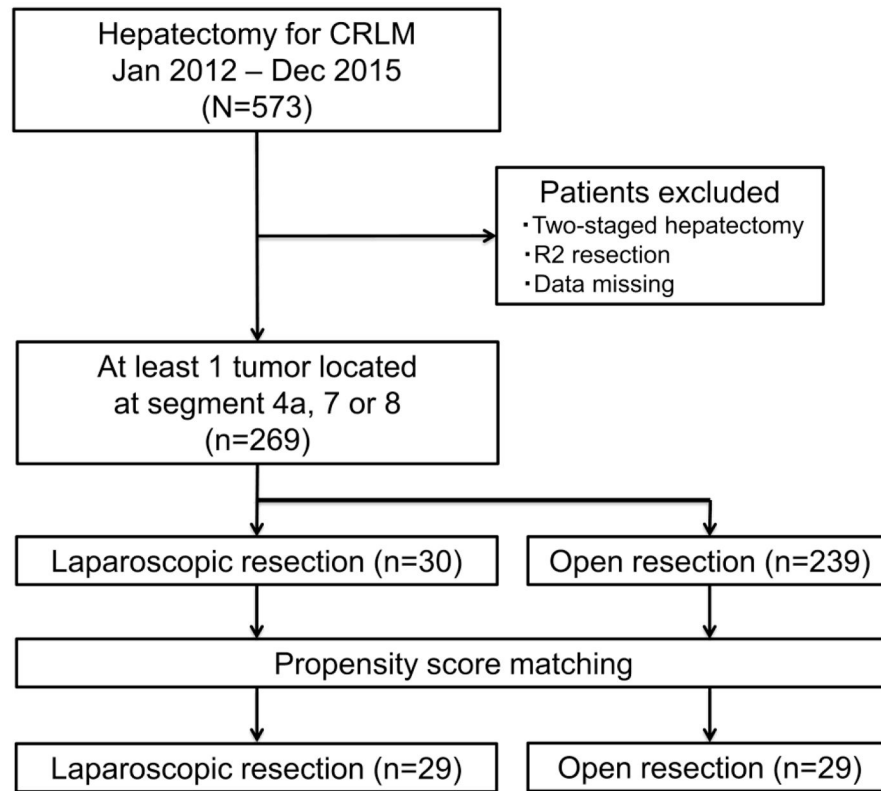 Hepatectomy for CRLM
Jan 2012 – Dec 2015
(N=573)
Patients excluded
・Two-staged hepatectomy
・R2 resection
・Data missing
At least 1 tumor located
at segment 4a, 7 or 8
(n=269)
Laparoscopic resection (n=30)
Open resection (n=239)
Propensity score matching
Laparoscopic resection (n=29)
Open resection (n=29)